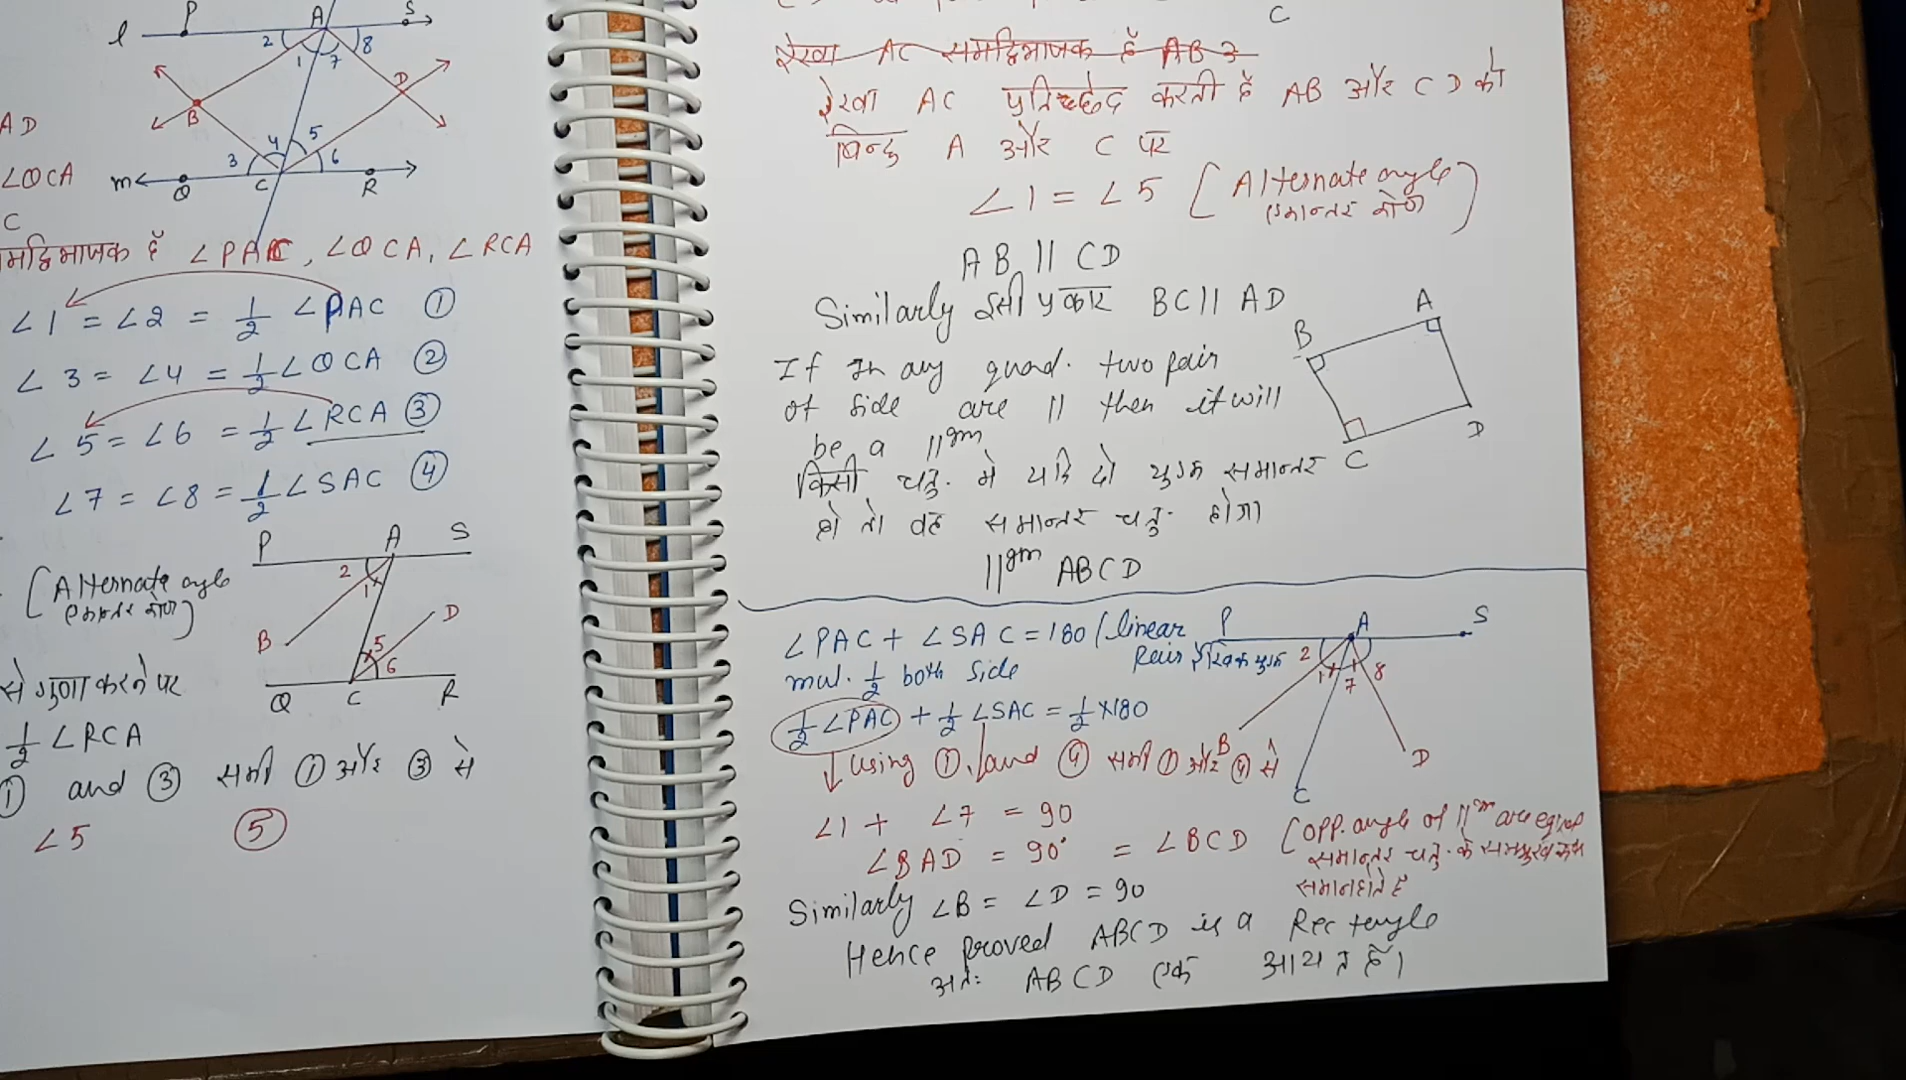 l P A S
2 1 7 8
B D
3 4 5 6
m Q C R
AD
∠QCA
C
समद्विभाजक हैं ∠PAC, ∠QCA, ∠RCA
∠1 = ∠2 = 1/2 ∠PAC ①
∠3 = ∠4 = 1/2 ∠QCA ②
∠5 = ∠6 = 1/2 ∠RCA ③
∠7 = ∠8 = 1/2 ∠SAC ④
P A S
2 1
B D
5 6
Q C R
[Alternate angle
एकान्तर कोण]
से गुणा करने पर
1/2 ∠RCA
① and ③ समी ① और ③ से
∠5 ⑤
C
रेखा AC समद्विभाजक हैं AB
रेखा AC प्रतिच्छेद करती हैं AB और CD को
बिन्दु A और C पर
∠1 = ∠5 [Alternate angle
एकान्तर कोण]
AB || CD
Similarly इसी प्रकार BC || AD
If In any quad. two pair
of side are || then it will
be a ||gm
किसी चतु. मे यदि दो युग्म समान्तर
हो तो वह समान्तर चतु. होगा
||gm ABCD
A
B
D
C
∠PAC + ∠SAC = 180 (linear
Pair रैखिक युग्म
mul. 1/2 both side
1/2 ∠PAC + 1/2 ∠SAC = 1/2 × 180
↓ using ① and ④ समी ① और ④ से
∠1 + ∠7 = 90
∠BAD = 90° = ∠BCD [opp. angle of ||gm are equal
समान्तर चतु. के सम्मुख
समान होते हैं
Similarly ∠B = ∠D = 90
Hence proved ABCD is a Rectangle
अतः ABCD एक आयत हैं।
P A S
2 1 7 8
B D
C